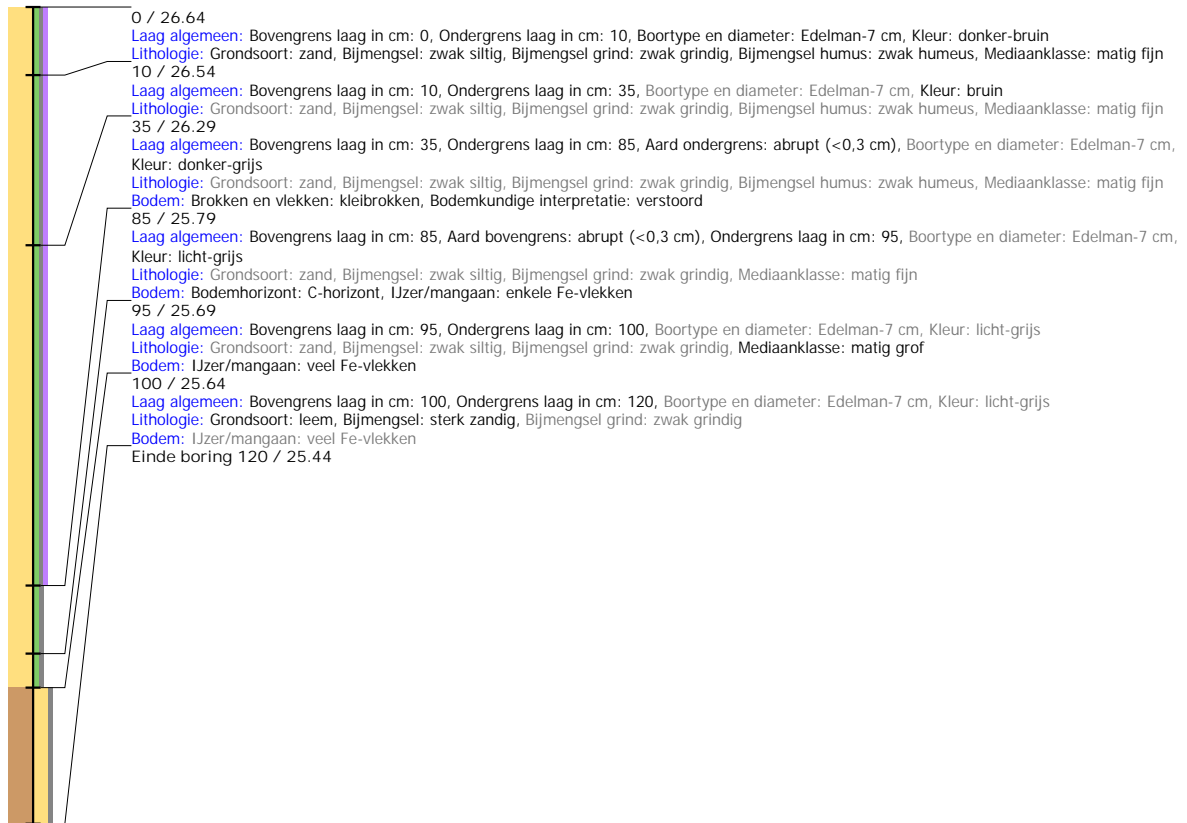 0 / 26.64
Laag algemeen: Bovengrens laag in cm: 0, Ondergrens laag in cm: 10, Boortype en diameter: Edelman-7 cm, Kleur: donker-bruin
Lithologie: Grondsoort: zand, Bijmengsel: zwak siltig, Bijmengsel grind: zwak grindig, Bijmengsel humus: zwak humeus, Mediaanklasse: matig fijn
10 / 26.54
Laag algemeen: Bovengrens laag in cm: 10, Ondergrens laag in cm: 35, Boortype en diameter: Edelman-7 cm, Kleur: bruin
Lithologie: Grondsoort: zand, Bijmengsel: zwak siltig, Bijmengsel grind: zwak grindig, Bijmengsel humus: zwak humeus, Mediaanklasse: matig fijn
35 / 26.29
Laag algemeen: Bovengrens laag in cm: 35, Ondergrens laag in cm: 85, Aard ondergrens: abrupt (<0,3 cm), Boortype en diameter: Edelman-7 cm,
Kleur: donker-grijs
Lithologie: Grondsoort: zand, Bijmengsel: zwak siltig, Bijmengsel grind: zwak grindig, Bijmengsel humus: zwak humeus, Mediaanklasse: matig fijn
Bodem: Brokken en vlekken: kleibrokken, Bodemkundige interpretatie: verstoord
85 / 25.79
Laag algemeen: Bovengrens laag in cm: 85, Aard bovengrens: abrupt (<0,3 cm), Ondergrens laag in cm: 95, Boortype en diameter: Edelman-7 cm,
Kleur: licht-grijs
Lithologie: Grondsoort: zand, Bijmengsel: zwak siltig, Bijmengsel grind: zwak grindig, Mediaanklasse: matig fijn
Bodem: Bodemhorizont: C-horizont, IJzer/mangaan: enkele Fe-vlekken
95 / 25.69
Laag algemeen: Bovengrens laag in cm: 95, Ondergrens laag in cm: 100, Boortype en diameter: Edelman-7 cm, Kleur: licht-grijs
Lithologie: Grondsoort: zand, Bijmengsel: zwak siltig, Bijmengsel grind: zwak grindig, Mediaanklasse: matig grof
Bodem: IJzer/mangaan: veel Fe-vlekken
100 / 25.64
Laag algemeen: Bovengrens laag in cm: 100, Ondergrens laag in cm: 120, Boortype en diameter: Edelman-7 cm, Kleur: licht-grijs
Lithologie: Grondsoort: leem, Bijmengsel: sterk zandig, Bijmengsel grind: zwak grindig
Bodem: IJzer/mangaan: veel Fe-vlekken
Einde boring 120 / 25.44